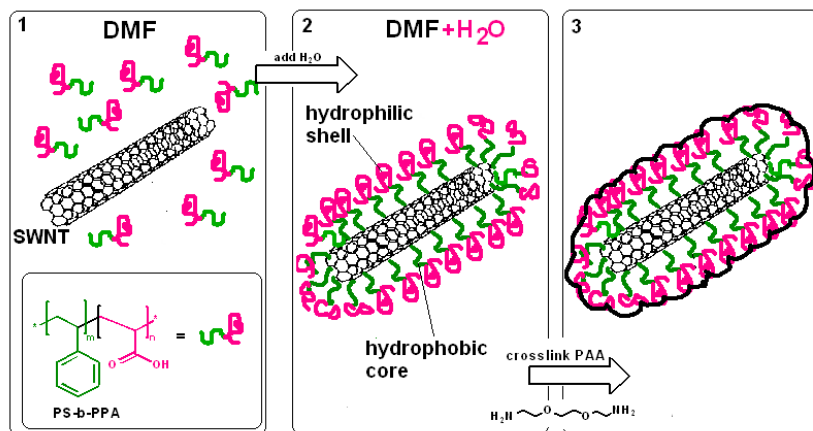 1
DMF
SWNT
*
m
n
*
O
OH
=
PS-b-PPA
add H2O
2
DMF+H2O
hydrophilic
shell
hydrophobic
core
3
crosslink PAA
H2N
O
O
NH2